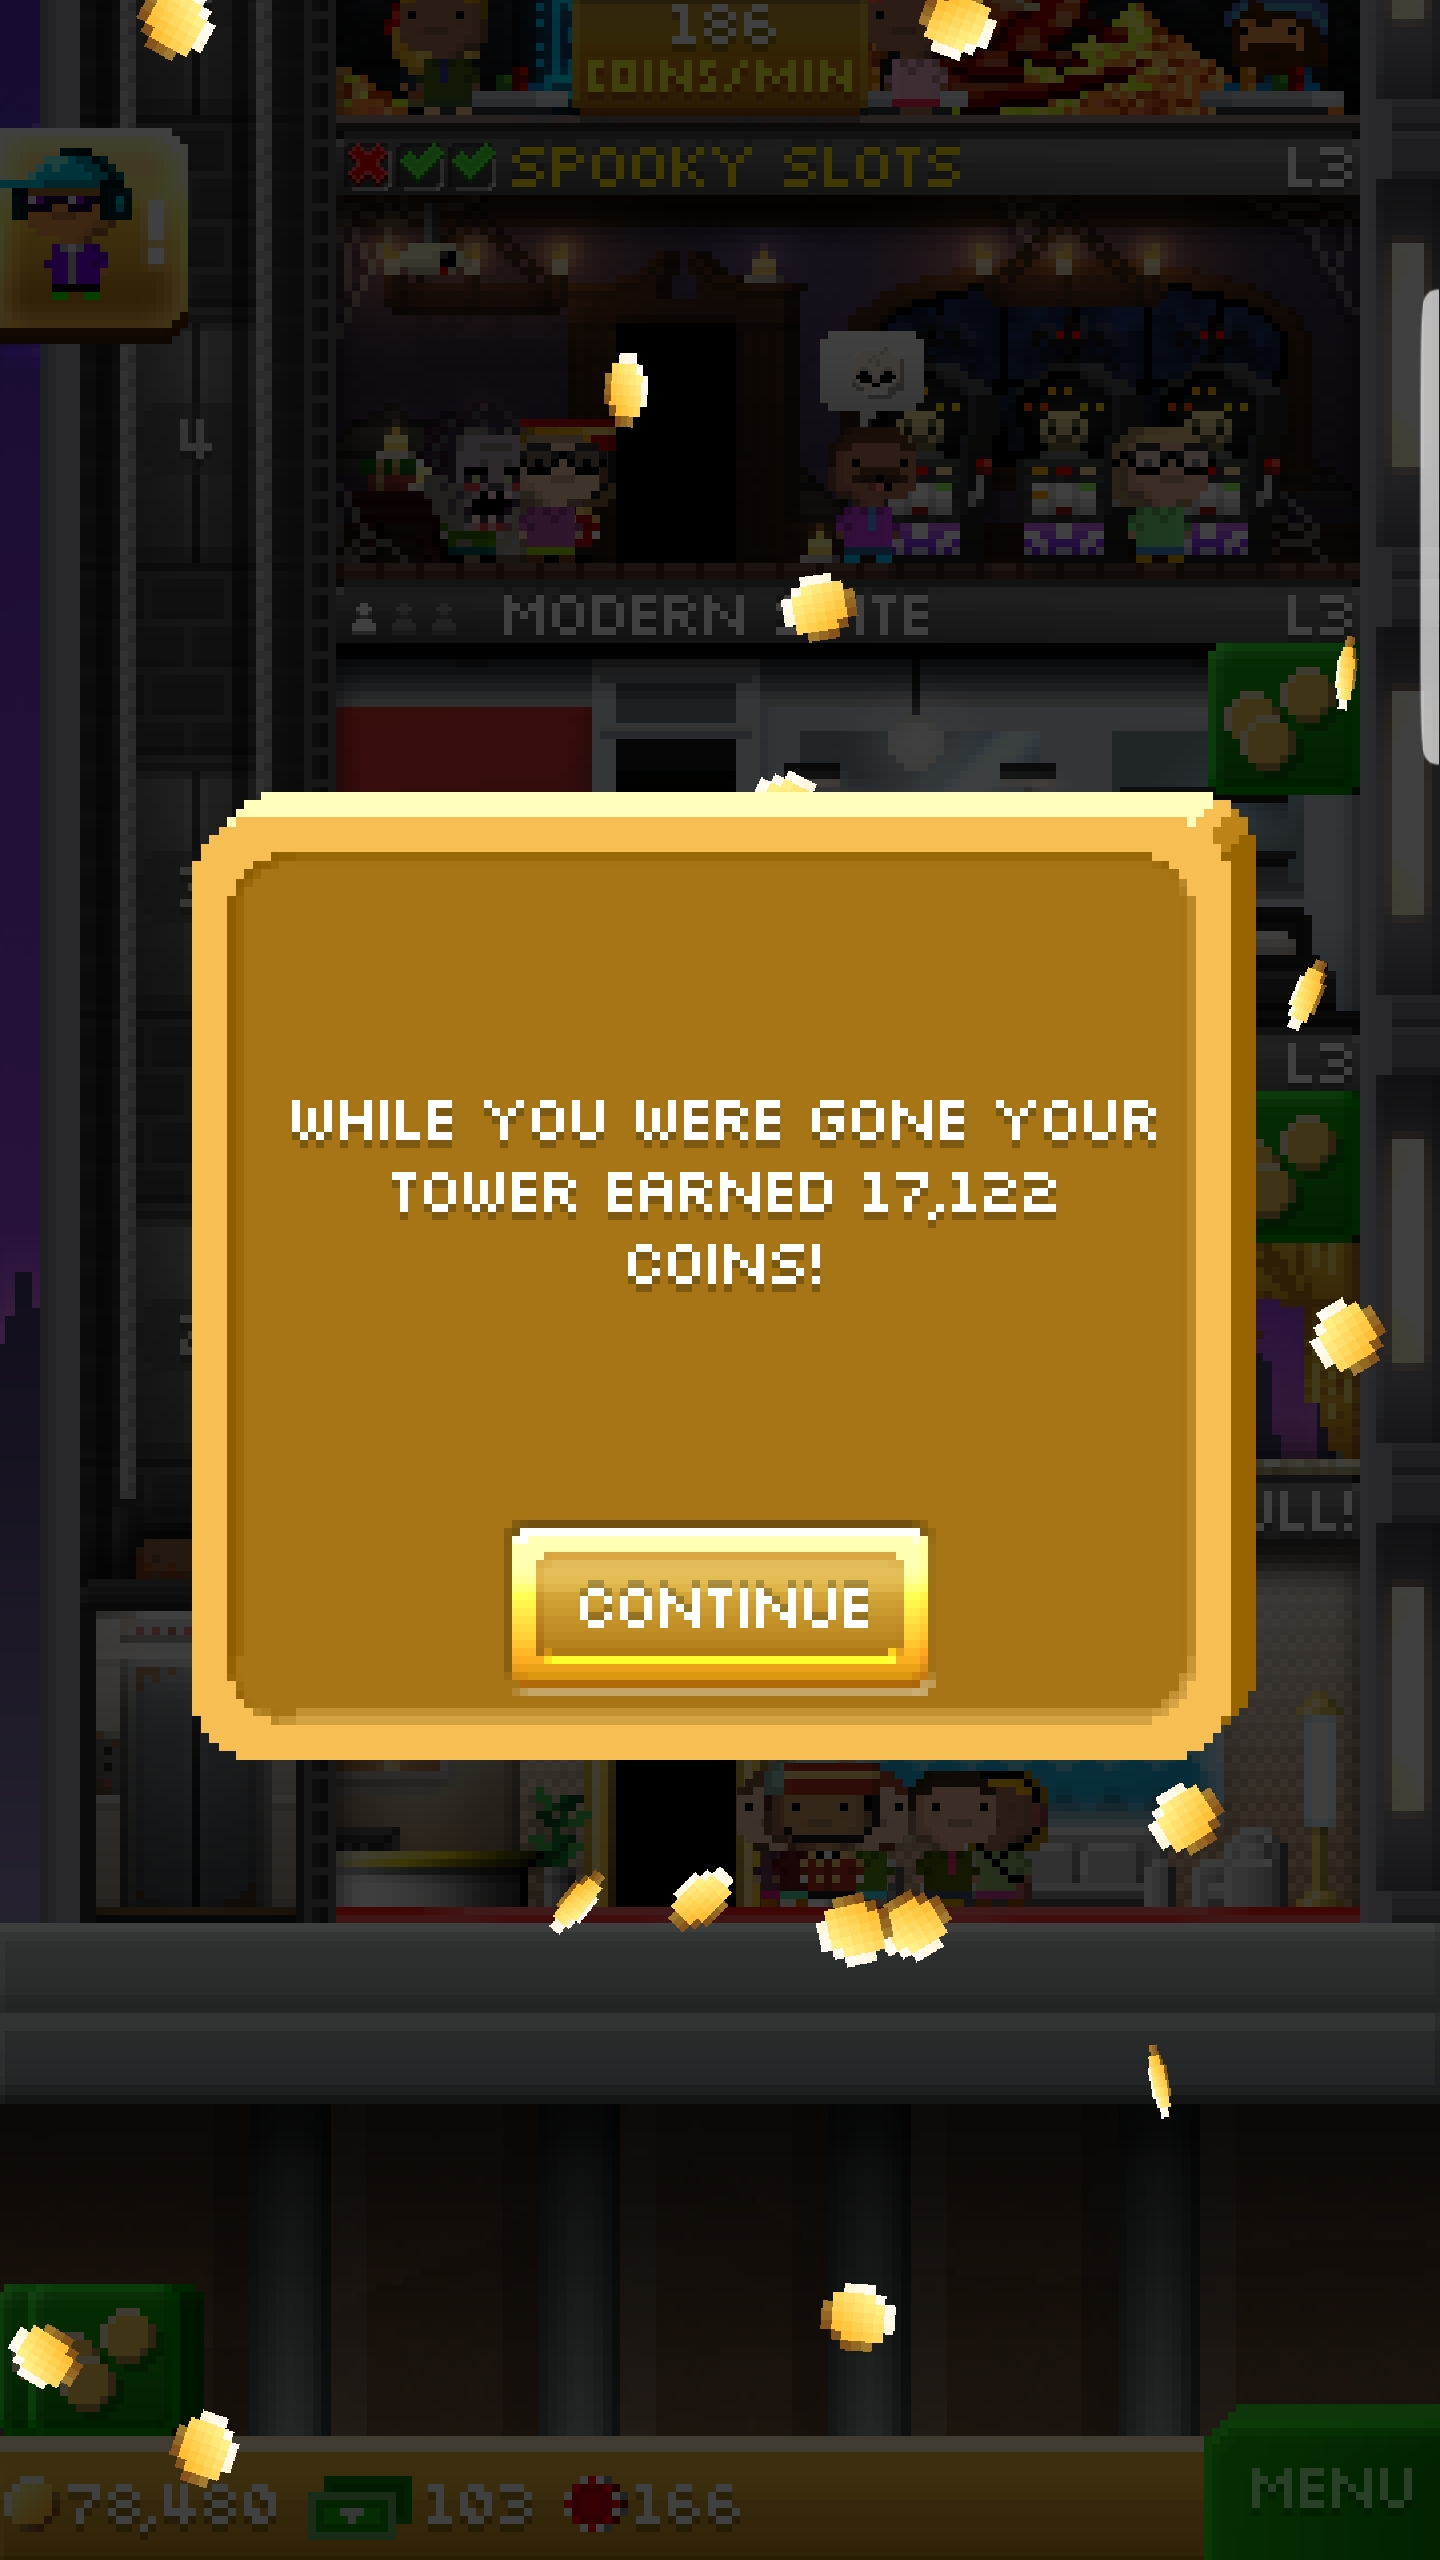 186
COINS/MIN
SPOOKY SLOTS L3
4
MODERN L3
L3
WHILE YOU WERE GONE YOUR
TOWER EARNED 17,122
COINS!
CONTINUE
78,480 103 166
MENU